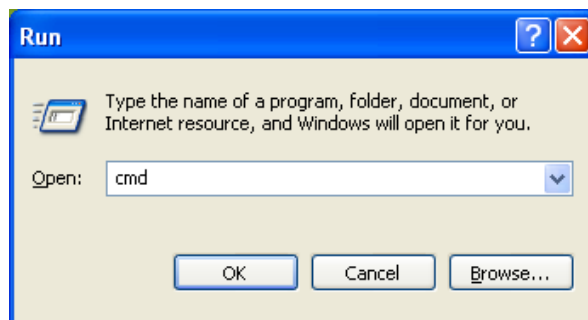 Run
?
Type the name of a program, folder, document, or
Internet resource, and Windows will open it for you.
Open: cmd
OK Cancel Browse...